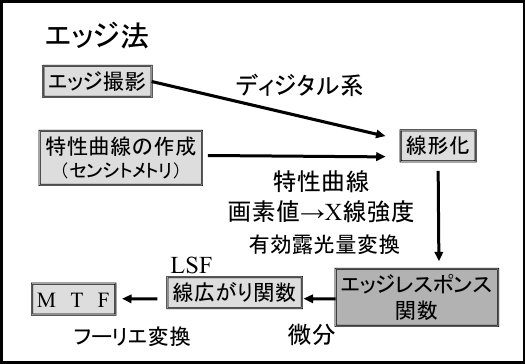 エッジ法
エッジ撮影
ディジタル系
特性曲線の作成
(センシトメトリ)
線形化
特性曲線
画素値→X線強度
有効露光量変換
LSF
線広がり関数
エッジレスポンス
関数
MTF
フーリエ変換
微分